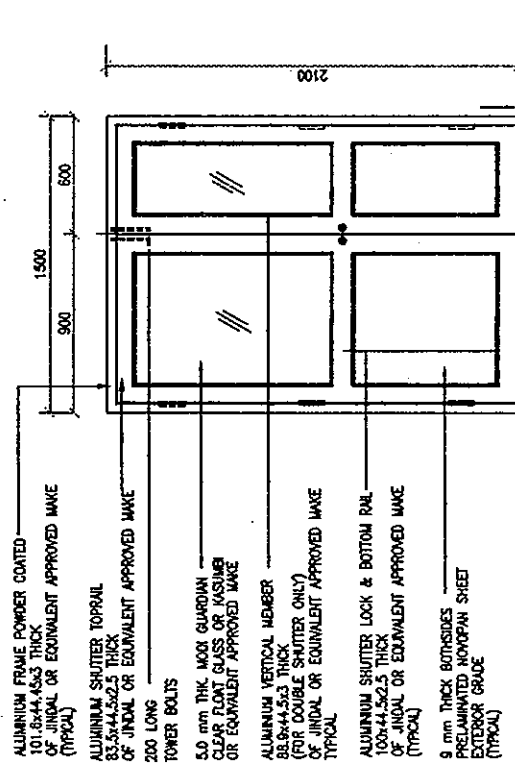 2100
1500
600
900
ALUMINIUM FRAME POWDER COATED
101.6x44.45x3 THICK
OF JINDAL OR EQUIVALENT APPROVED MAKE
(TYPICAL)
ALUMINIUM SHUTTER TOPRAIL
83.5x44.5x2.5 THICK
OF JINDAL OR EQUIVALENT APPROVED MAKE
200 LONG
TOWER BOLTS
5.0 mm THK. MODI GUARDIAN
CLEAR FLOAT GLASS OR KASUMBI
OR EQUIVALENT APPROVED MAKE
ALUMINIUM VERTICAL MEMBER
88.9x44.5x3 THICK
(FOR DOUBLE SHUTTER ONLY)
OF JINDAL OR EQUIVALENT APPROVED MAKE
TYPICAL
ALUMINIUM SHUTTER LOCK & BOTTOM RAIL
100x44.5x2.5 THICK
OF JINDAL OR EQUIVALENT APPROVED MAKE
(TYPICAL)
9 mm THICK BOTHSIDES
PRELAMINATED NOVOPAN SHEET
EXTERIOR GRADE
(TYPICAL)